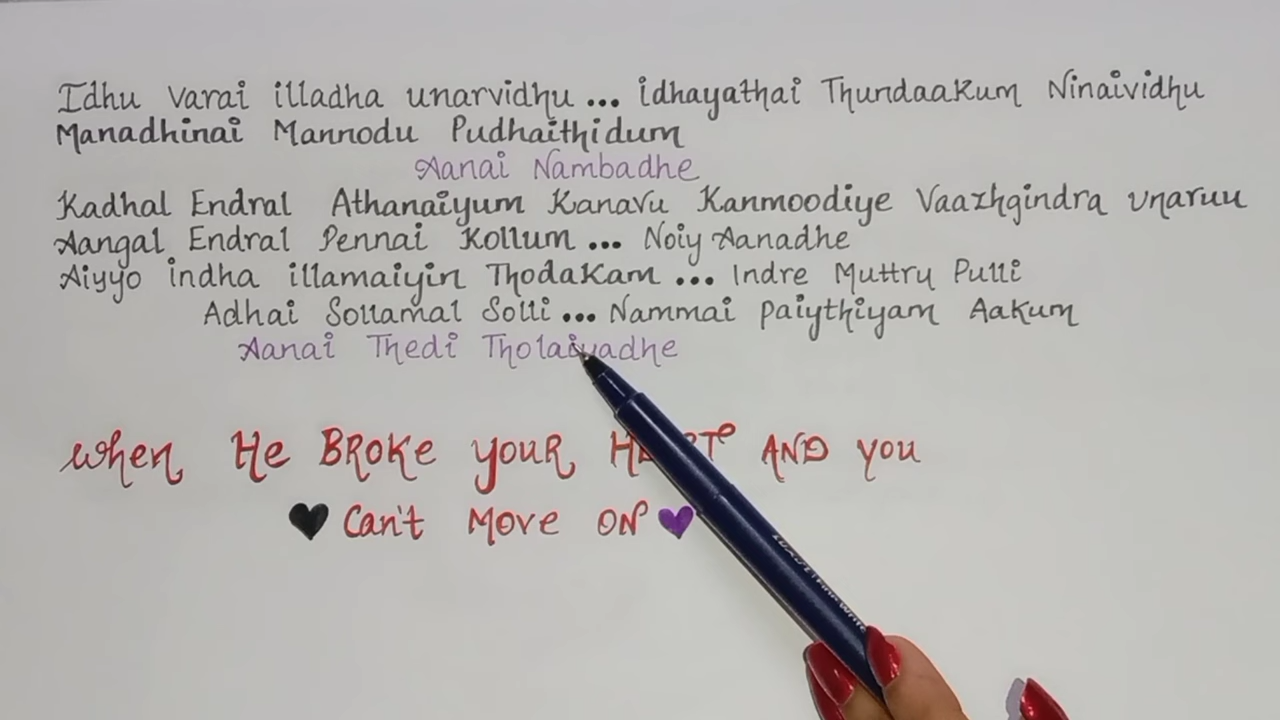 Idhu Varai illadha unarvidhu ... idhayathai Thundaakum Ninaividhu
Manadhinai Mannodu Pudhaithidum
Aanai Nambadhe
Kadhal Endral Athanaiyum Kanavu Kanmoodiye Vaazhgindra unaruu
Aangal Endral Pennai Kollum ... Noiy Aanadhe
Aiyyo indha illamaiyin Thodakam ... Indre Muttru Pulli
Adhai Sollamal Solli ... Nammai Paiythiyam Aakum
Aanai Thedi Tholaiyadhe
when He BROKe youR HEART AND you
Can't Move ON